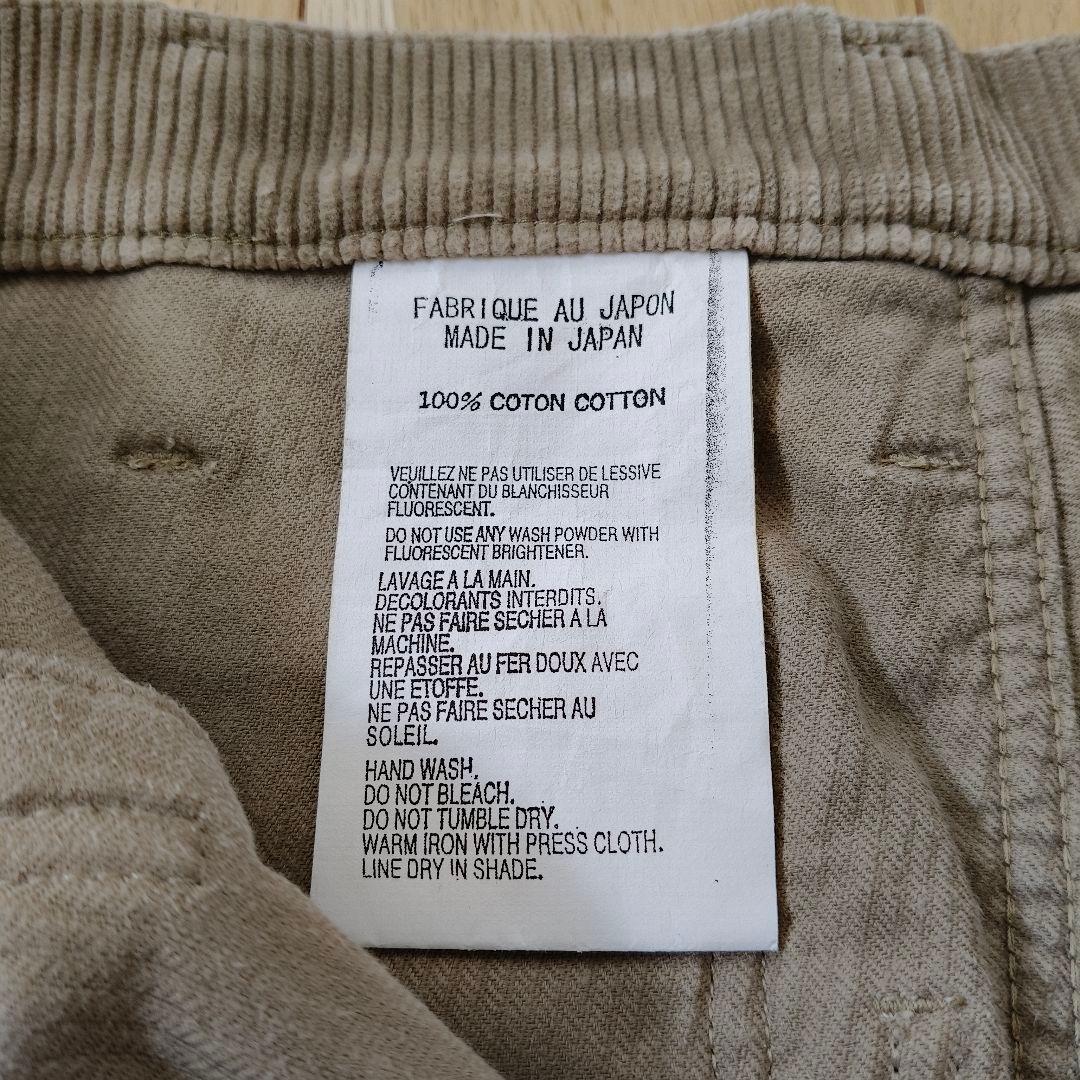 FABRIQUE AU JAPON
MADE IN JAPAN
100% COTON COTTON
VEUILLEZ NE PAS UTILISER DE LESSIVE
CONTENANT DU BLANCHISSEUR
FLUORESCENT.
DO NOT USE ANY WASH POWDER WITH
FLUORESCENT BRIGHTENER.
LAVAGE A LA MAIN.
DECOLORANTS INTERDITS.
NE PAS FAIRE SECHER A LA
MACHINE.
REPASSER AU FER DOUX AVEC
UNE ETOFFE.
NE PAS FAIRE SECHER AU
SOLEIL.
HAND WASH.
DO NOT BLEACH.
DO NOT TUMBLE DRY.
WARM IRON WITH PRESS CLOTH.
LINE DRY IN SHADE.